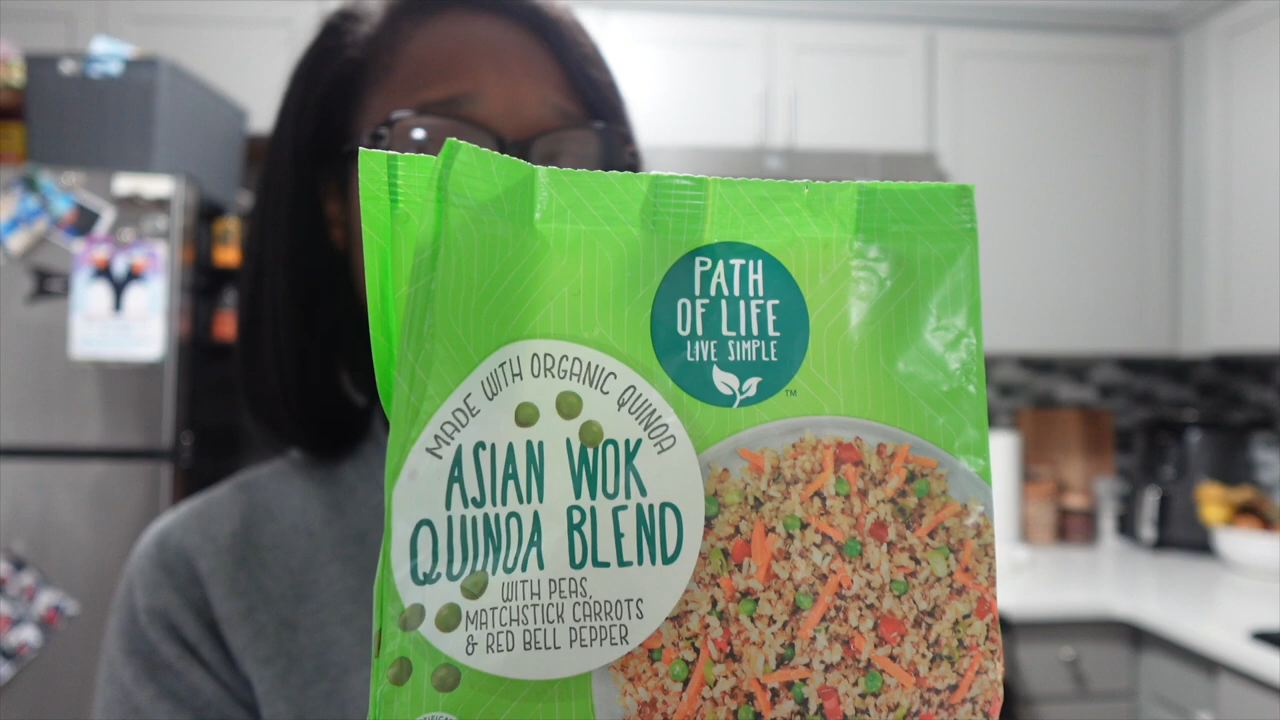 PATH
OF LIFE
LIVE SIMPLE
TM
MADE WITH ORGANIC QUINOA
ASIAN WOK
QUINOA BLEND
WITH PEAS,
MATCHSTICK CARROTS
& RED BELL PEPPER